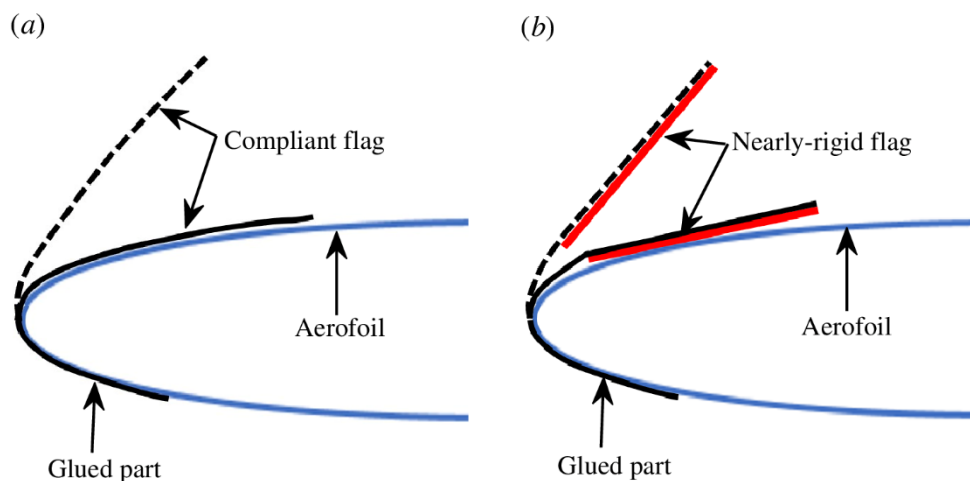 (a)
Compliant flag
Aerofoil
Glued part
(b)
Nearly-rigid flag
Aerofoil
Glued part